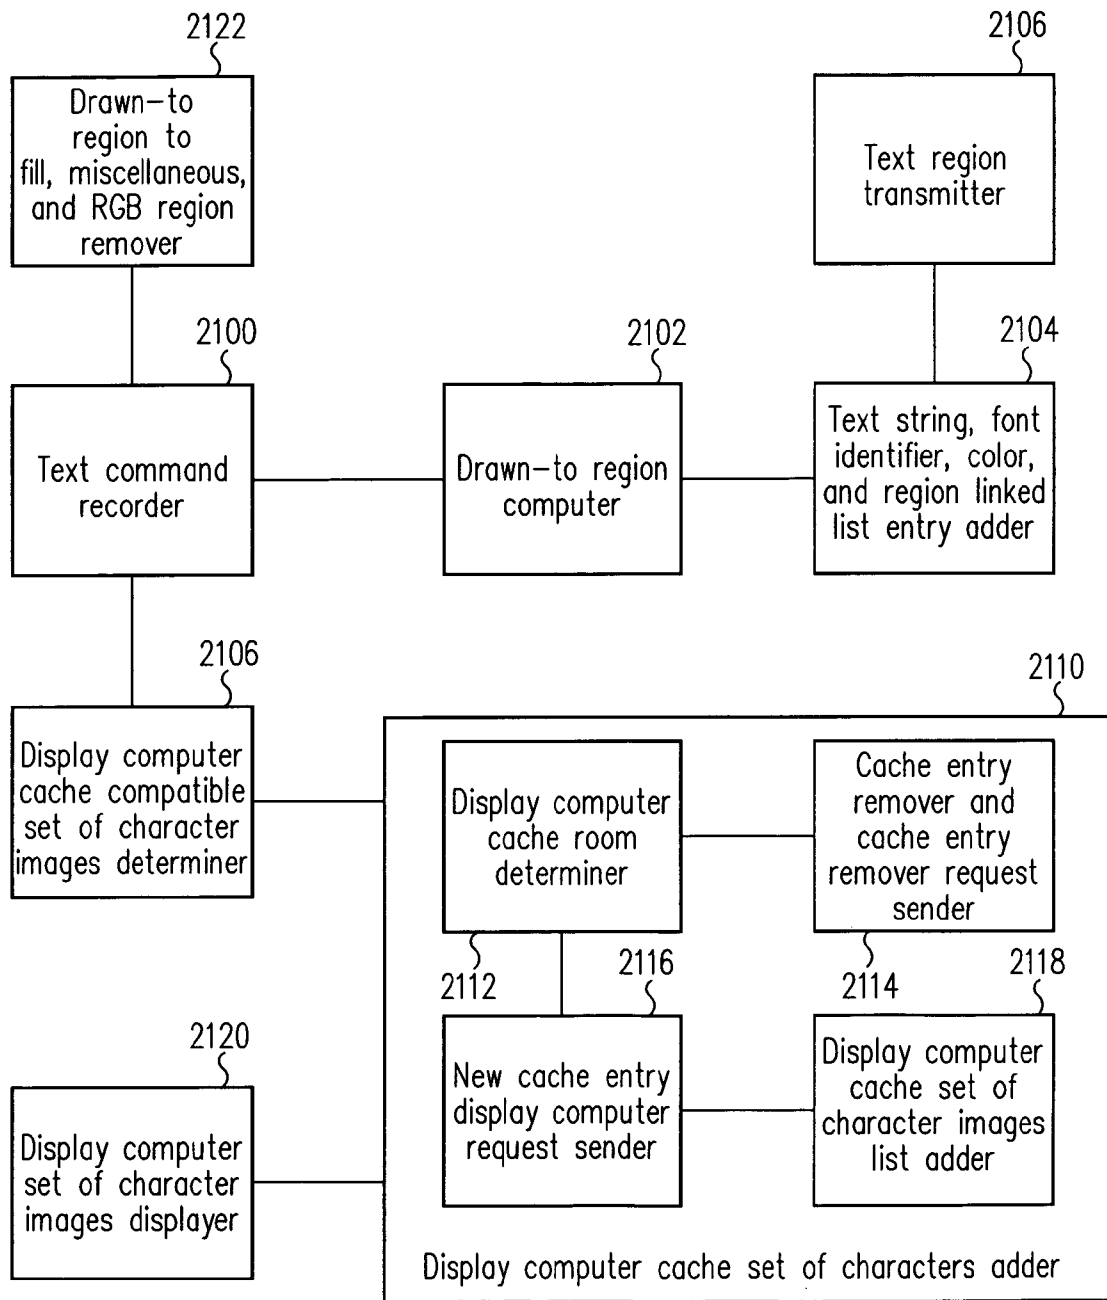 2122
Drawn-to
region to
fill, miscellaneous,
and RGB region
remover
2106
Text region
transmitter
2100
Text command
recorder
2102
Drawn-to region
computer
2104
Text string, font
identifier, color,
and region linked
list entry adder
2106
Display computer
cache compatible
set of character
images determiner
2110
Display computer
cache room
determiner
2112
Cache entry
remover and
cache entry
remover request
sender
2114
2116
New cache entry
display computer
request sender
2118
Display computer
cache set of
character images
list adder
2120
Display computer
set of character
images displayer
Display computer cache set of characters adder